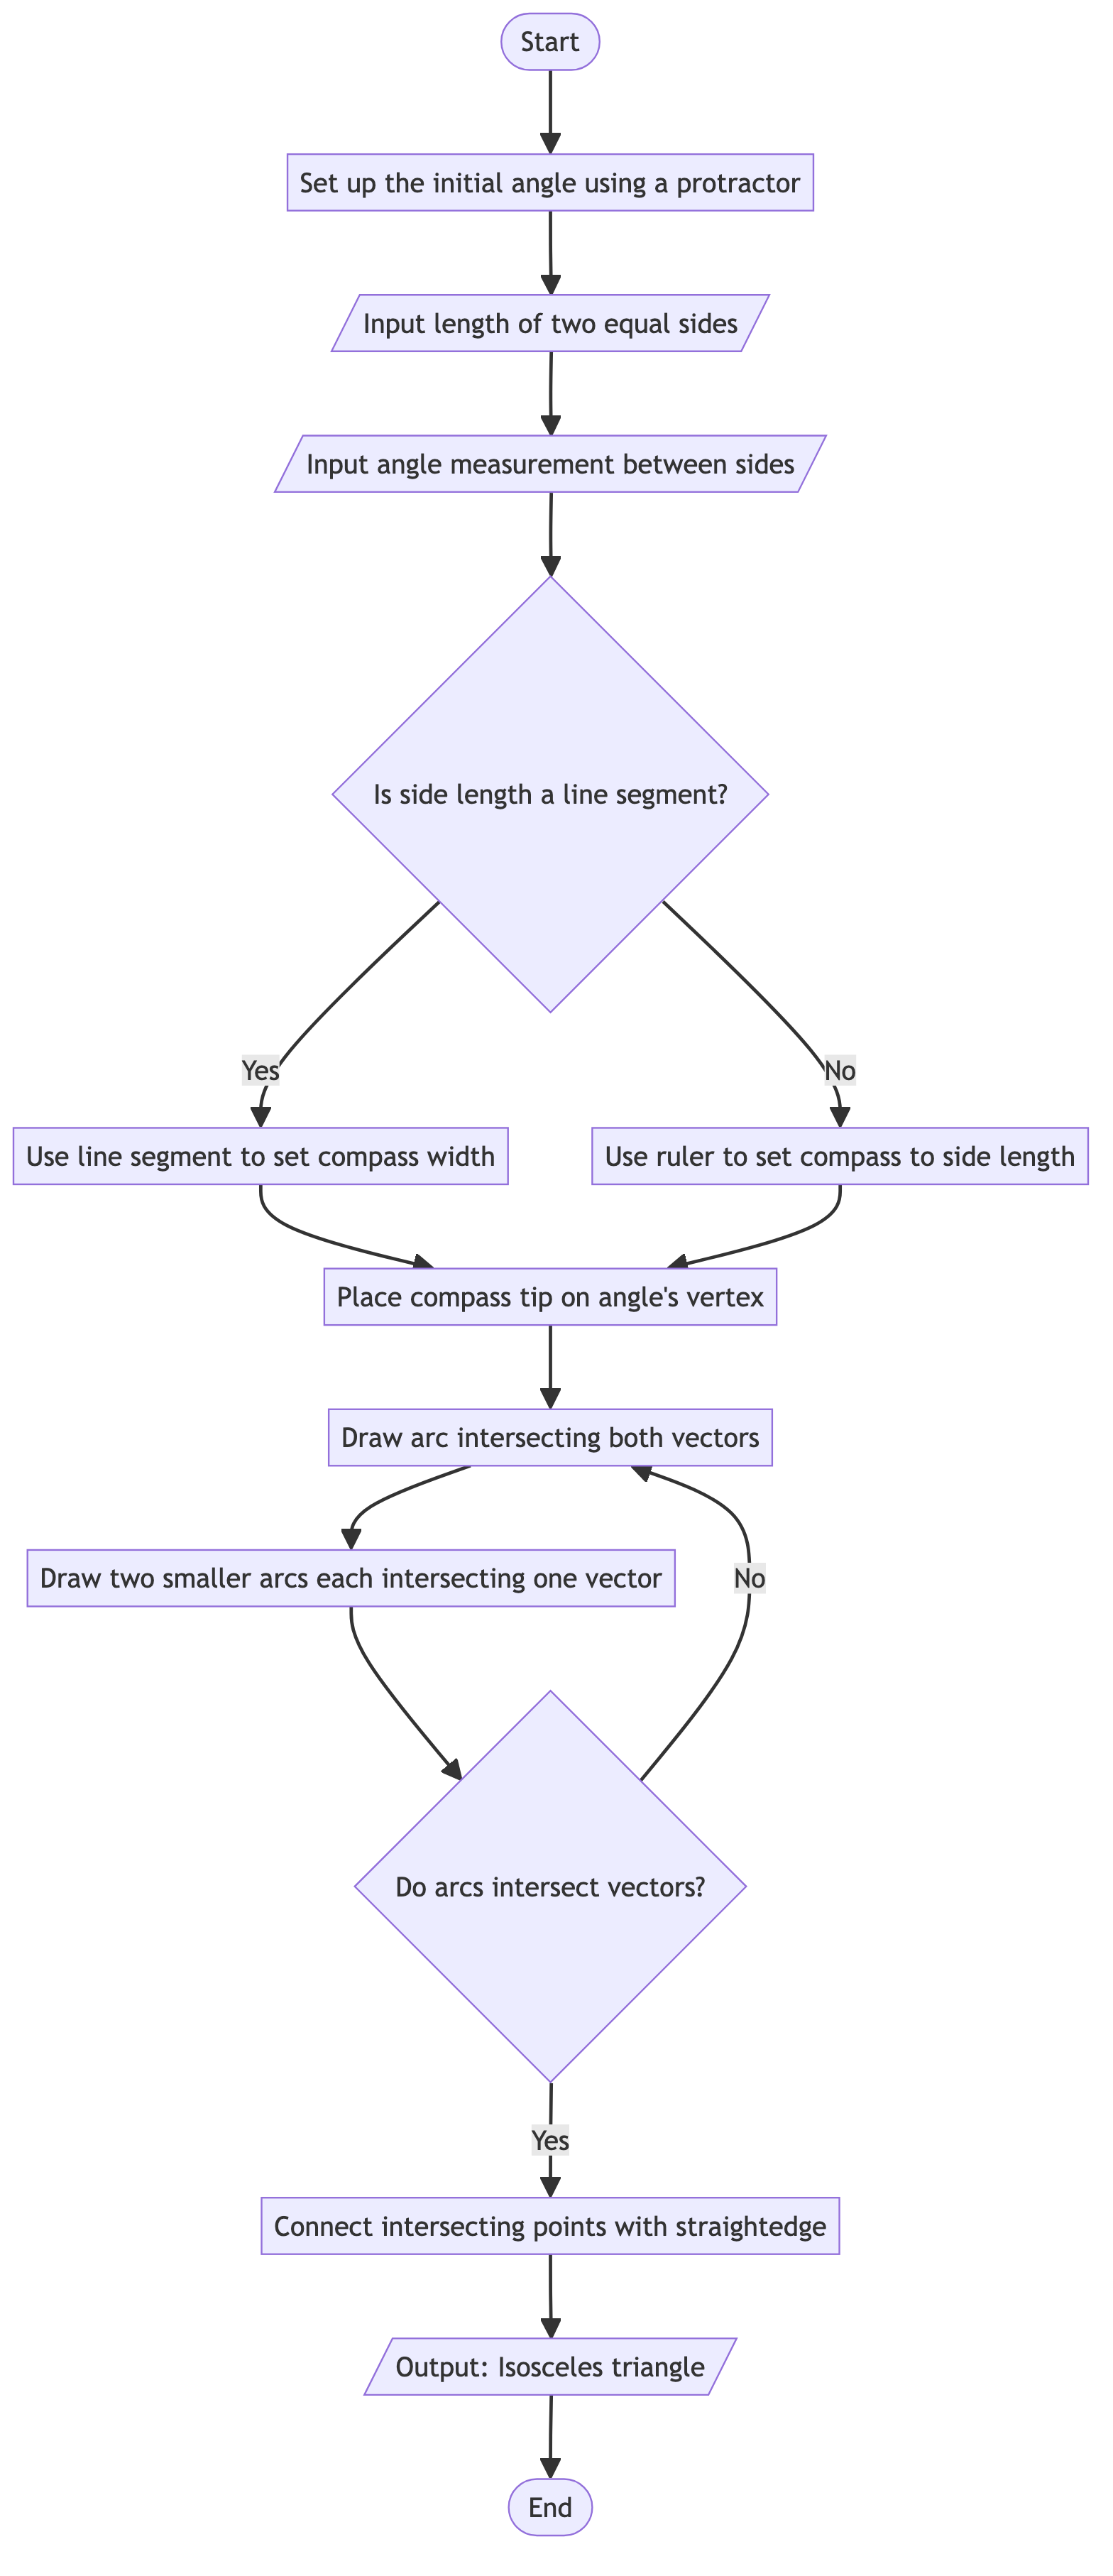 Start
Set up the initial angle using a protractor
Input length of two equal sides
Input angle measurement between sides
Is side length a line segment?
Yes
No
Use line segment to set compass width
Use ruler to set compass to side length
Place compass tip on angle's vertex
Draw arc intersecting both vectors
Draw two smaller arcs each intersecting one vector
No
Do arcs intersect vectors?
Yes
Connect intersecting points with straightedge
Output: Isosceles triangle
End